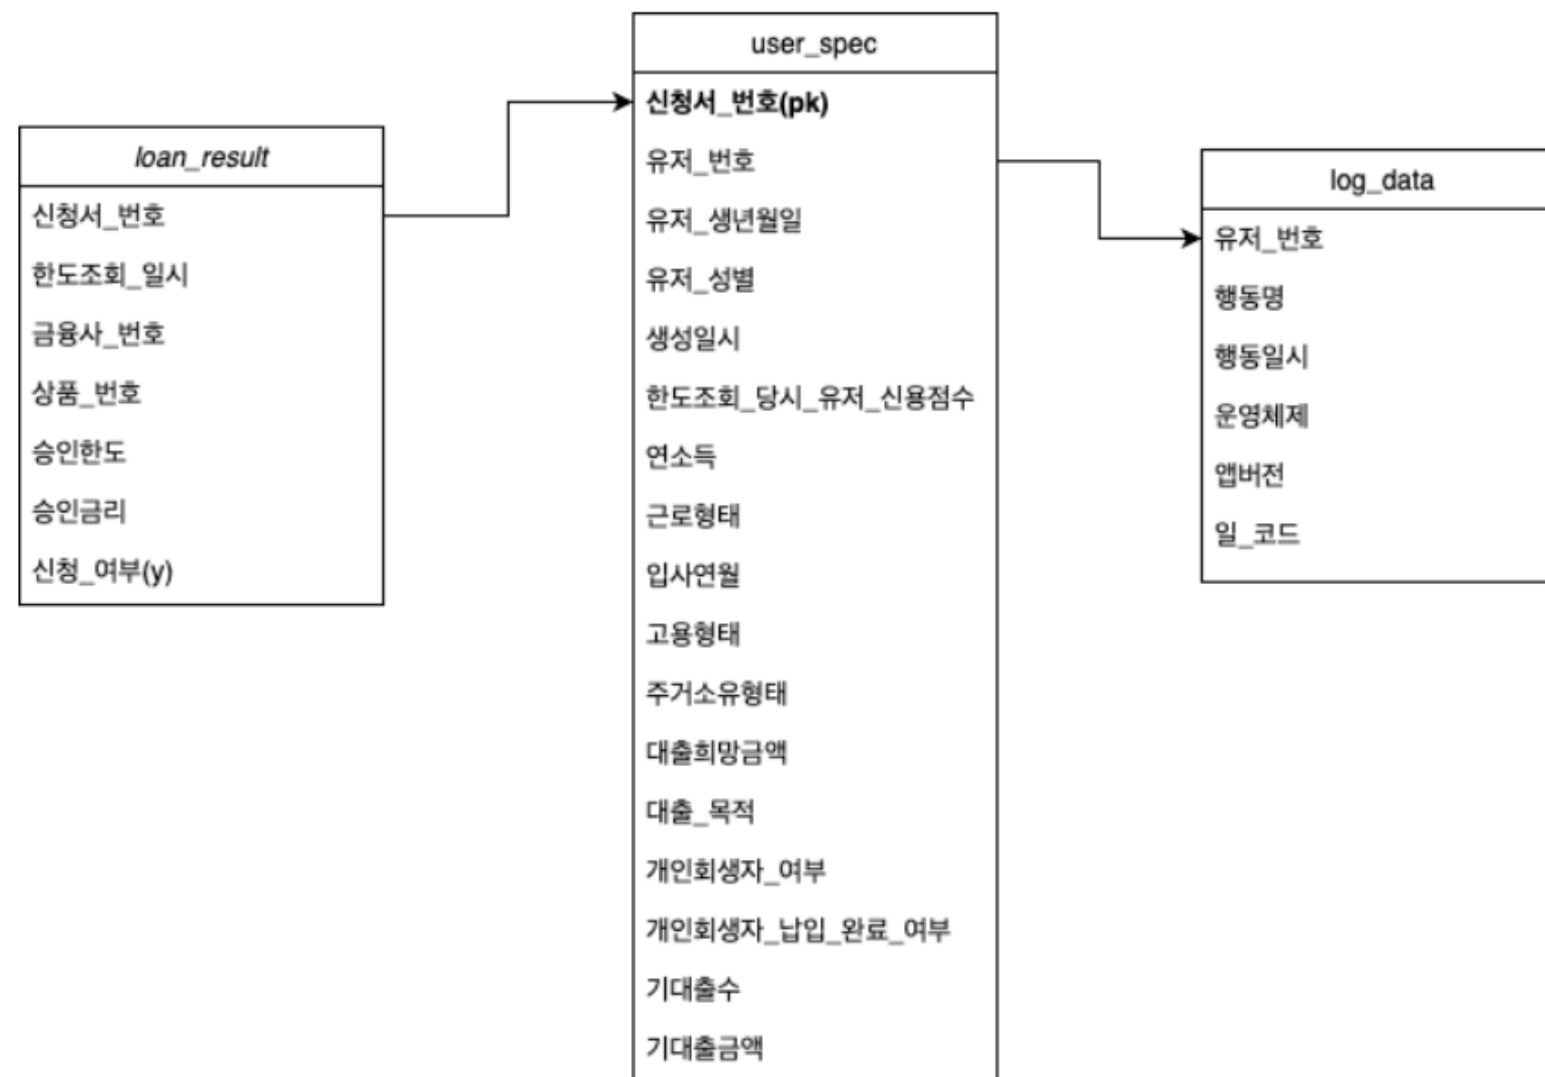 loan_result
신청서_번호
한도조회_일시
금융사_번호
상품_번호
승인한도
승인금리
신청_여부(y)
user_spec
신청서_번호(pk)
유저_번호
유저_생년월일
유저_성별
생성일시
한도조회_당시_유저_신용점수
연소득
근로형태
입사연월
고용형태
주거소유형태
대출희망금액
대출_목적
개인회생자_여부
개인회생자_납입_완료_여부
기대출수
기대출금액
log_data
유저_번호
행동명
행동일시
운영체제
앱버전
일_코드